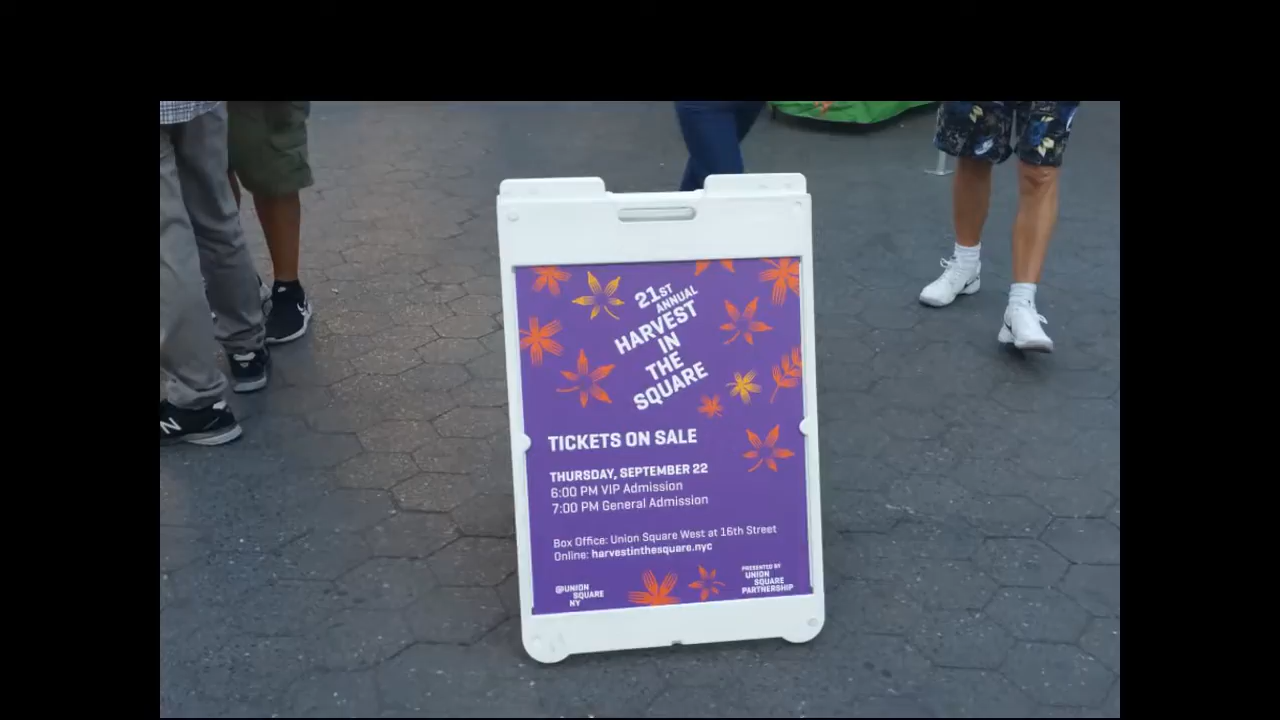 21ST
ANNUAL
HARVEST
IN
THE
SQUARE
TICKETS ON SALE
THURSDAY, SEPTEMBER 22
6:00 PM VIP Admission
7:00 PM General Admission
Box Office: Union Square West at 16th Street
Online: harvestinthesquare.nyc
@UNION
SQUARE
NY
PRESENTED BY
UNION
SQUARE
PARTNERSHIP
N